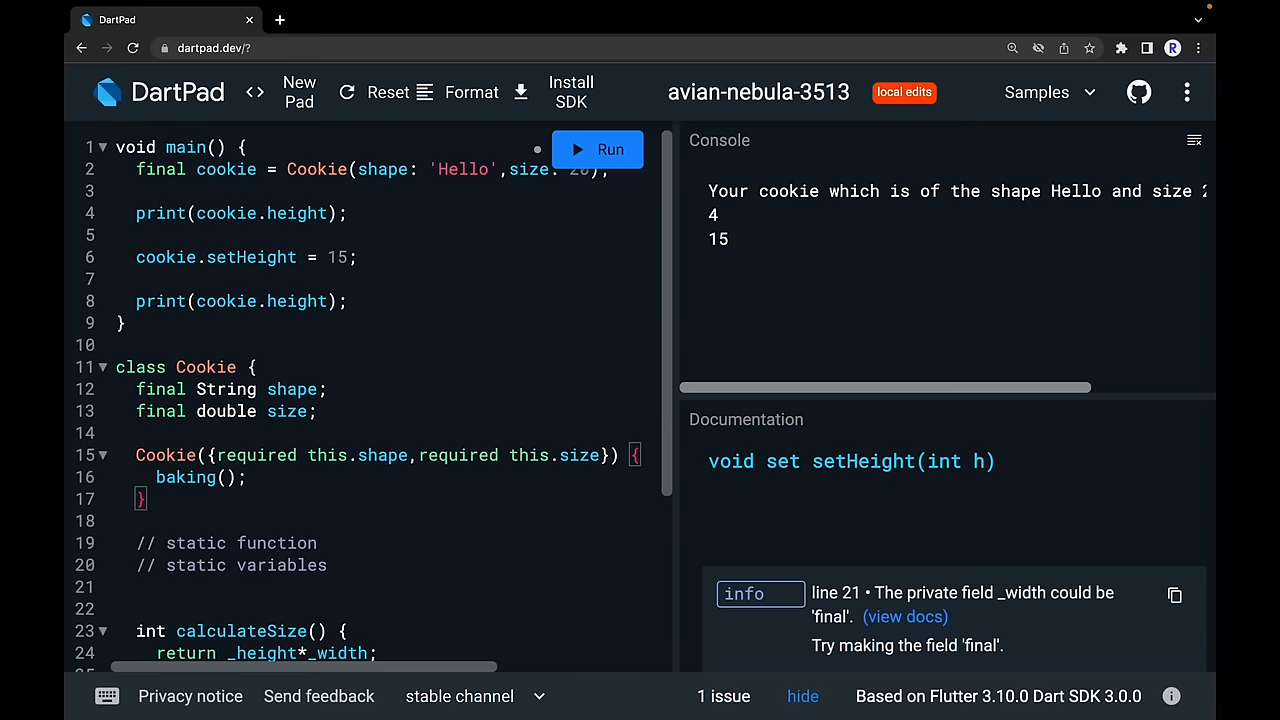 DartPad
dartpad.dev/?
R
DartPad
<> New Pad
Reset
Format
Install SDK
avian-nebula-3513
local edits
Samples
1 void main() {
2 final cookie = Cookie(shape: 'Hello',size: 20);
Run
3
4 print(cookie.height);
5
6 cookie.setHeight = 15;
7
8 print(cookie.height);
9 }
10
11 class Cookie {
12 final String shape;
13 final double size;
14
15 Cookie({required this.shape,required this.size}) {
16 baking();
17 }
18
19 // static function
20 // static variables
21
22
23 int calculateSize() {
24 return _height*_width;
Console
Your cookie which is of the shape Hello and size
4
15
Documentation
void set setHeight(int h)
info
line 21 • The private field _width could be
'final'. (view docs)
Try making the field 'final'.
Privacy notice
Send feedback
stable channel
1 issue
hide
Based on Flutter 3.10.0 Dart SDK 3.0.0